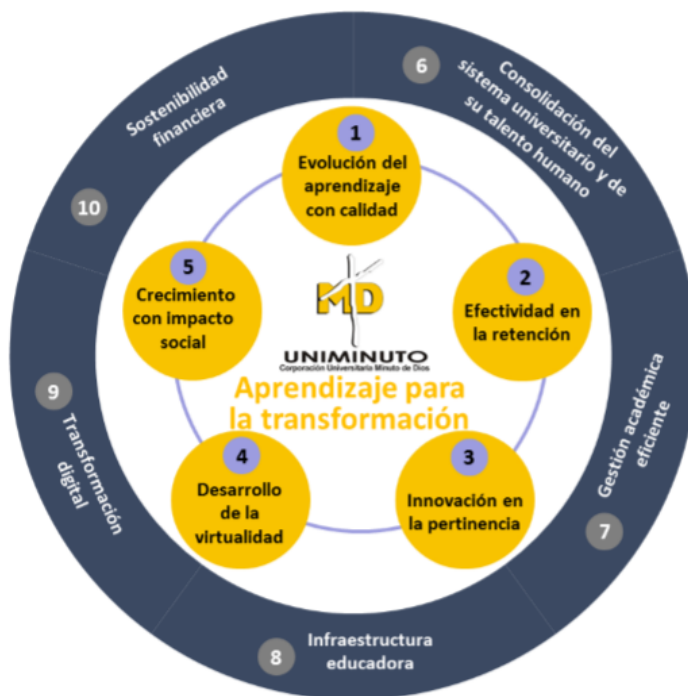 1
Evolución del
aprendizaje
con calidad
2
Efectividad en
la retención
3
Innovación en
la pertinencia
4
Desarrollo
de la
virtualidad
5
Crecimiento
con impacto
social
MD
UNIMINUTO
Corporación Universitaria Minuto de Dios
Aprendizaje para
la transformación
6
Consolidación del
sistema universitario y de
su talento humano
7
Gestión académica
eficiente
8
Infraestructura
educadora
9
Transformación
digital
10
Sostenibilidad
financiera